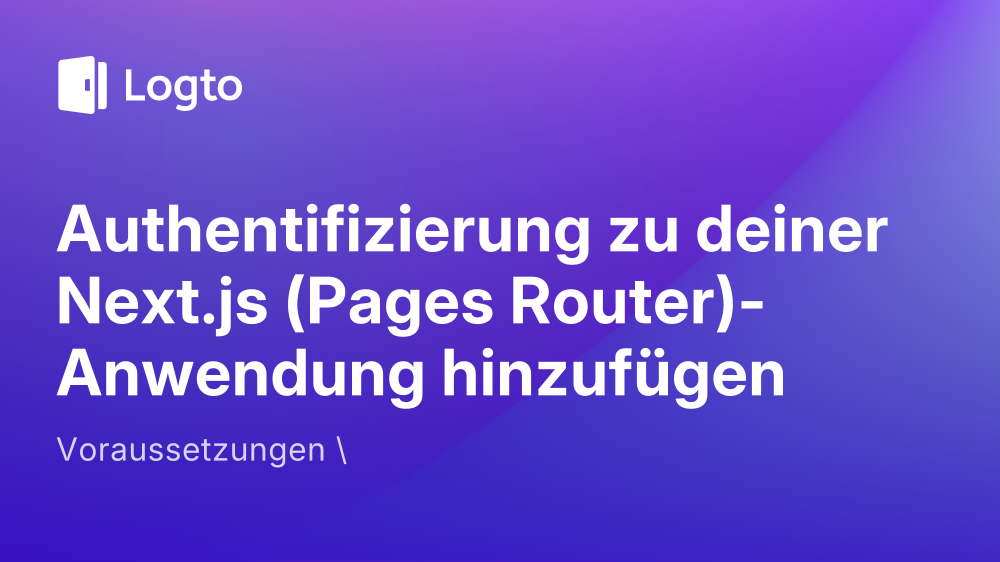 Logto
Authentifizierung zu deiner
Next.js (Pages Router)-
Anwendung hinzufügen
Voraussetzungen \